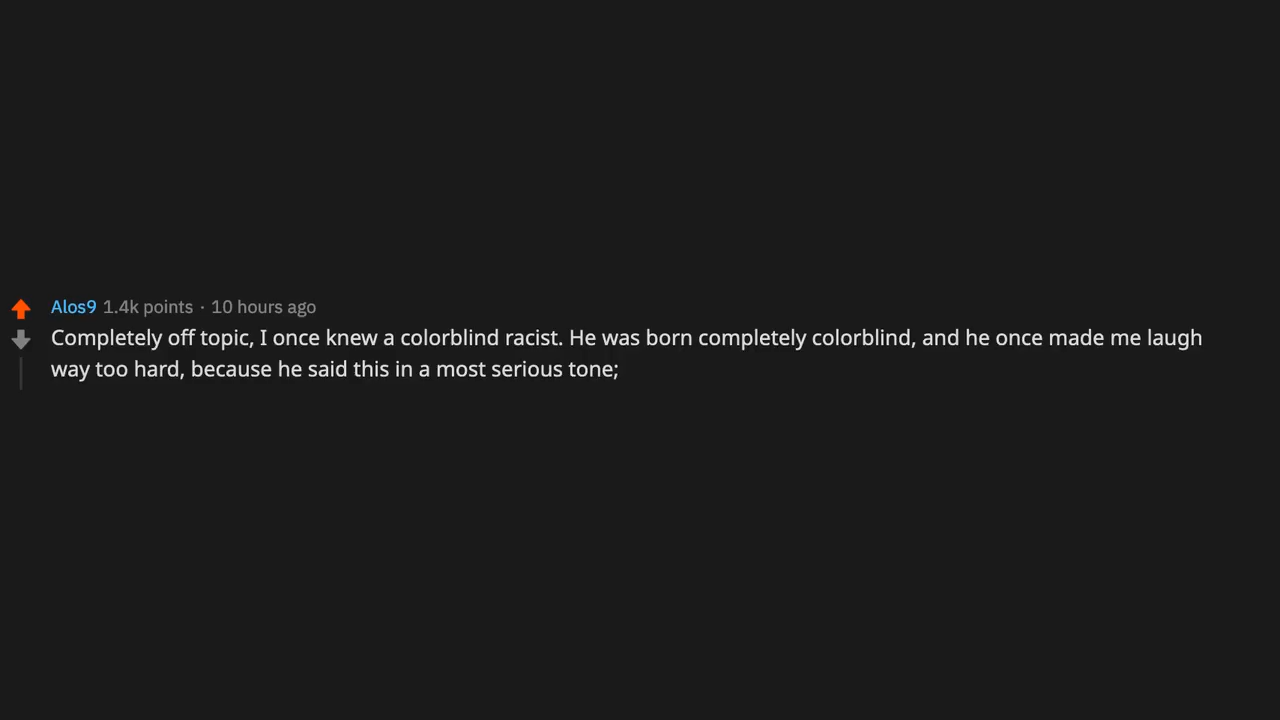 Alos9 1.4k points · 10 hours ago
Completely off topic, I once knew a colorblind racist. He was born completely colorblind, and he once made me laugh
way too hard, because he said this in a most serious tone;